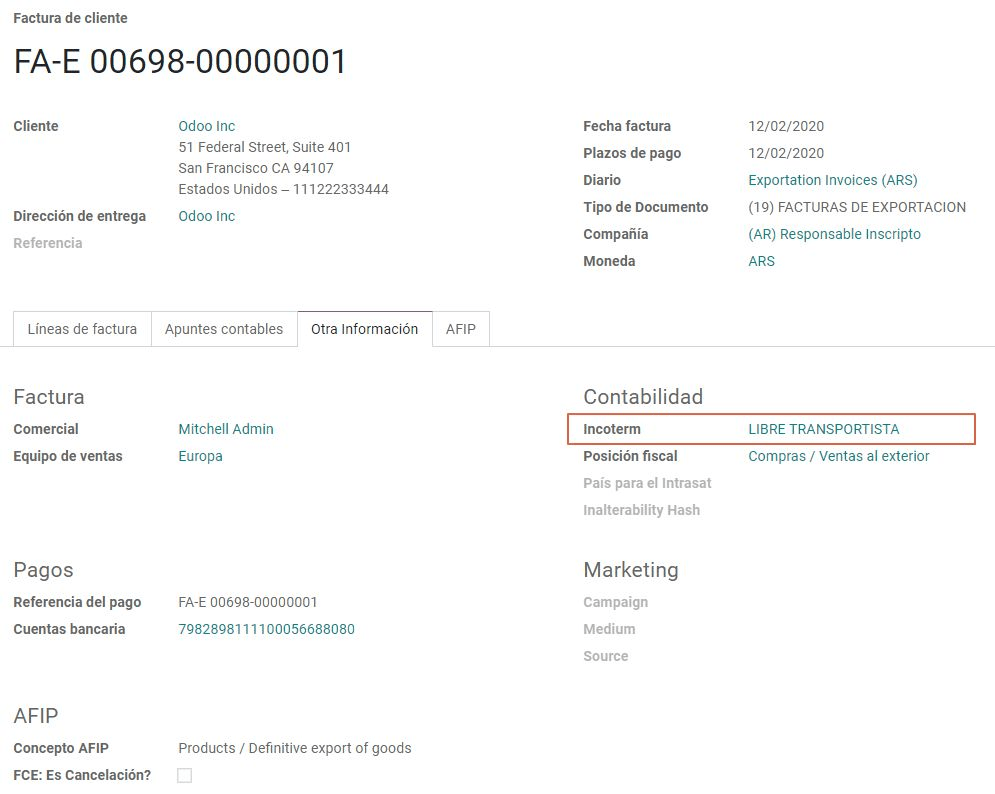 Factura de cliente
FA-E 00698-00000001
Cliente
Odoo Inc
51 Federal Street, Suite 401
San Francisco CA 94107
Estados Unidos – 111222333444
Dirección de entrega
Odoo Inc
Referencia
Fecha factura
12/02/2020
Plazos de pago
12/02/2020
Diario
Exportation Invoices (ARS)
Tipo de Documento
(19) FACTURAS DE EXPORTACION
Compañía
(AR) Responsable Inscripto
Moneda
ARS
Líneas de factura
Apuntes contables
Otra Información
AFIP
Factura
Comercial
Mitchell Admin
Equipo de ventas
Europa
Contabilidad
Incoterm
LIBRE TRANSPORTISTA
Posición fiscal
Compras / Ventas al exterior
País para el Intrasat
Inalterability Hash
Pagos
Referencia del pago
FA-E 00698-00000001
Cuentas bancaria
7982898111100056688080
Marketing
Campaign
Medium
Source
AFIP
Concepto AFIP
Products / Definitive export of goods
FCE: Es Cancelación?